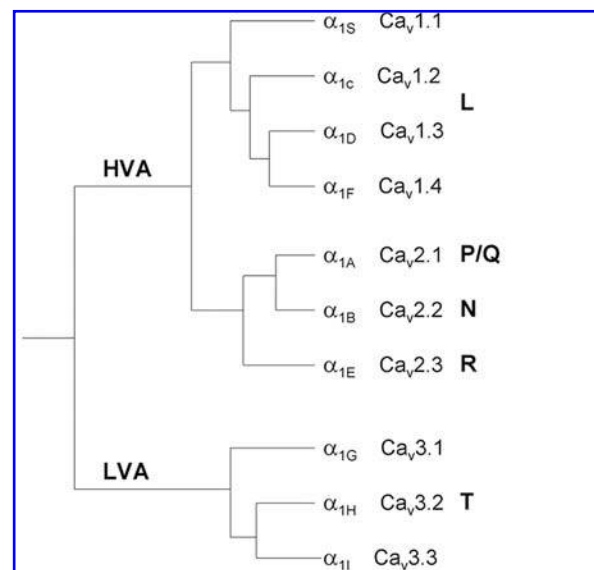 α1S Cav1.1
α1c Cav1.2
L
α1D Cav1.3
HVA
α1F Cav1.4
α1A Cav2.1 P/Q
α1B Cav2.2 N
α1E Cav2.3 R
α1G Cav3.1
LVA
α1H Cav3.2 T
α1I Cav3.3